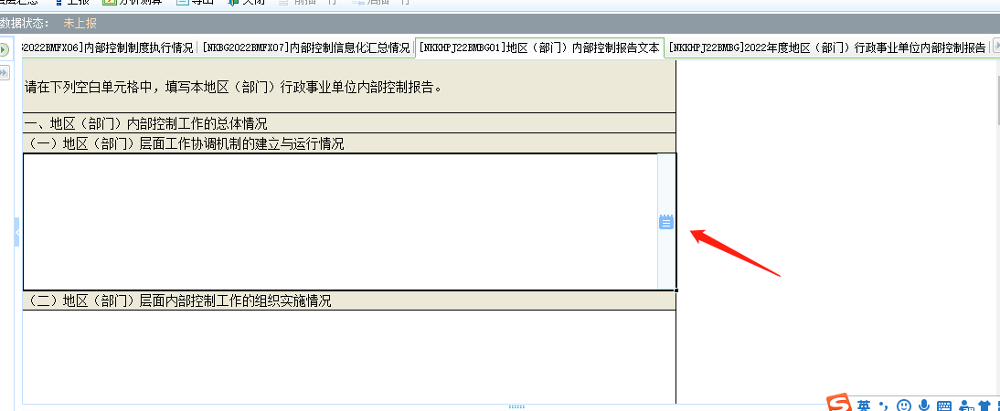 上报
分析测算
导出
关闭
数据状态： 未上报
2022BMFX06]内部控制制度执行情况
[NKBG2022BMFX07]内部控制信息化汇总情况
[NKKHPJ22BMBG01]地区（部门）内部控制报告文本
[NKKHPJ22BMBG]2022年度地区（部门）行政事业单位内部控制报告
请在下列空白单元格中，填写本地区（部门）行政事业单位内部控制报告。
一、地区（部门）内部控制工作的总体情况
（一）地区（部门）层面工作协调机制的建立与运行情况
（二）地区（部门）层面内部控制工作的组织实施情况
英